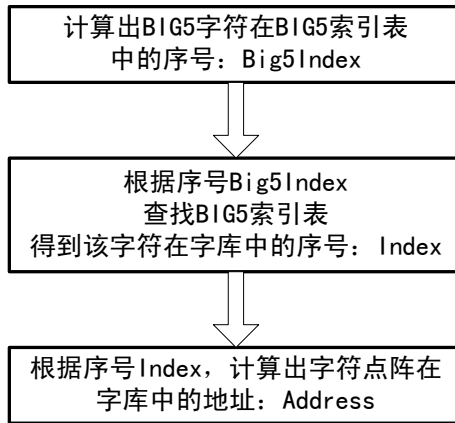 计算出BIG5字符在BIG5索引表
中的序号：Big5Index
根据序号Big5Index
查找BIG5索引表
得到该字符在字库中的序号：Index
根据序号Index，计算出字符点阵在
字库中的地址：Address